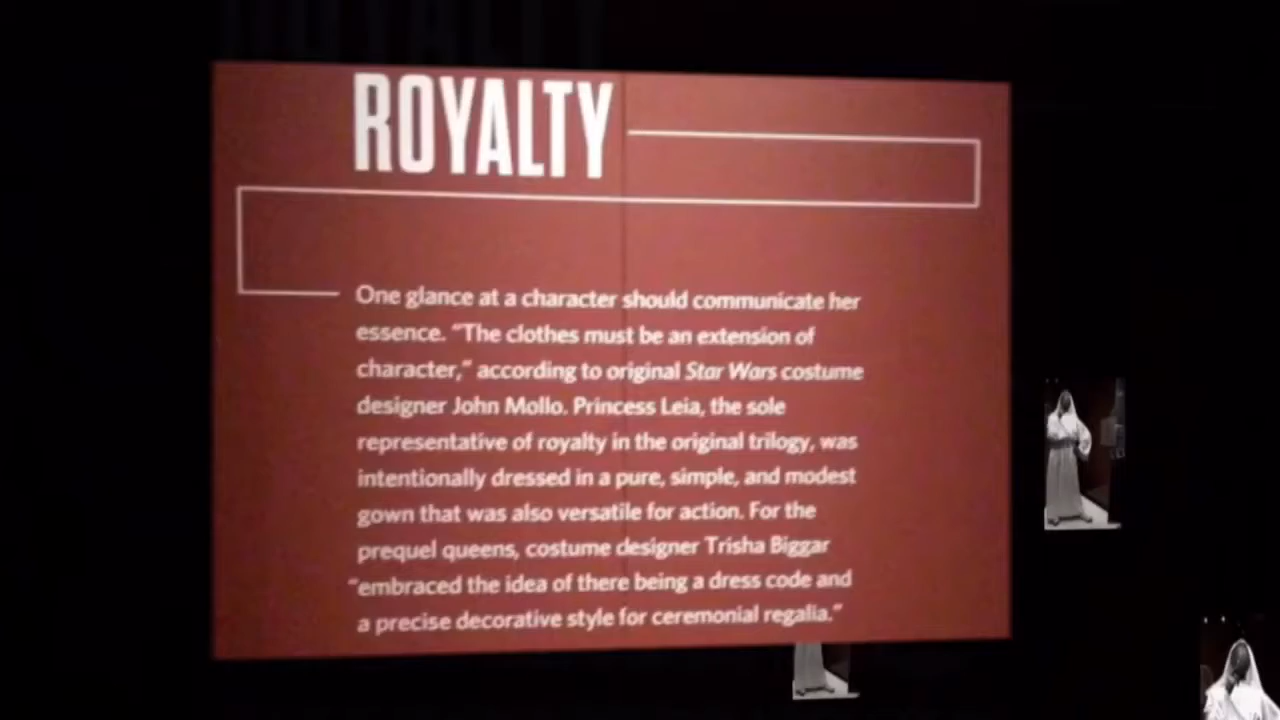 ROYALTY
One glance at a character should communicate her
essence. “The clothes must be an extension of
character,” according to original Star Wars costume
designer John Mollo. Princess Leia, the sole
representative of royalty in the original trilogy, was
intentionally dressed in a pure, simple, and modest
gown that was also versatile for action. For the
prequel queens, costume designer Trisha Biggar
“embraced the idea of there being a dress code and
a precise decorative style for ceremonial regalia.”